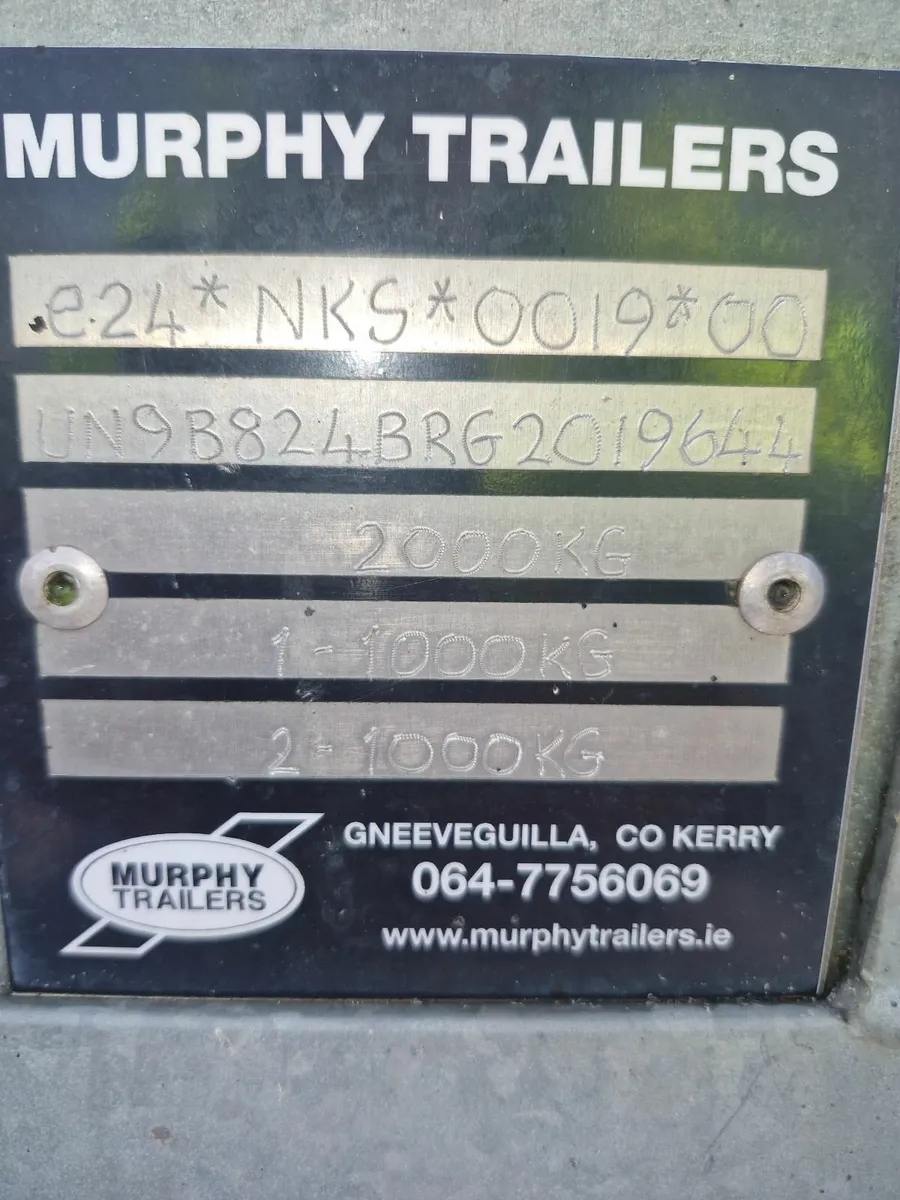 MURPHY TRAILERS
e24*NKS*0019*00
UN9B824BRG2019644
2000KG
1-1000KG
2-1000KG
MURPHY
TRAILERS
GNEEVEGUILLA, CO KERRY
064-7756069
www.murphytrailers.ie